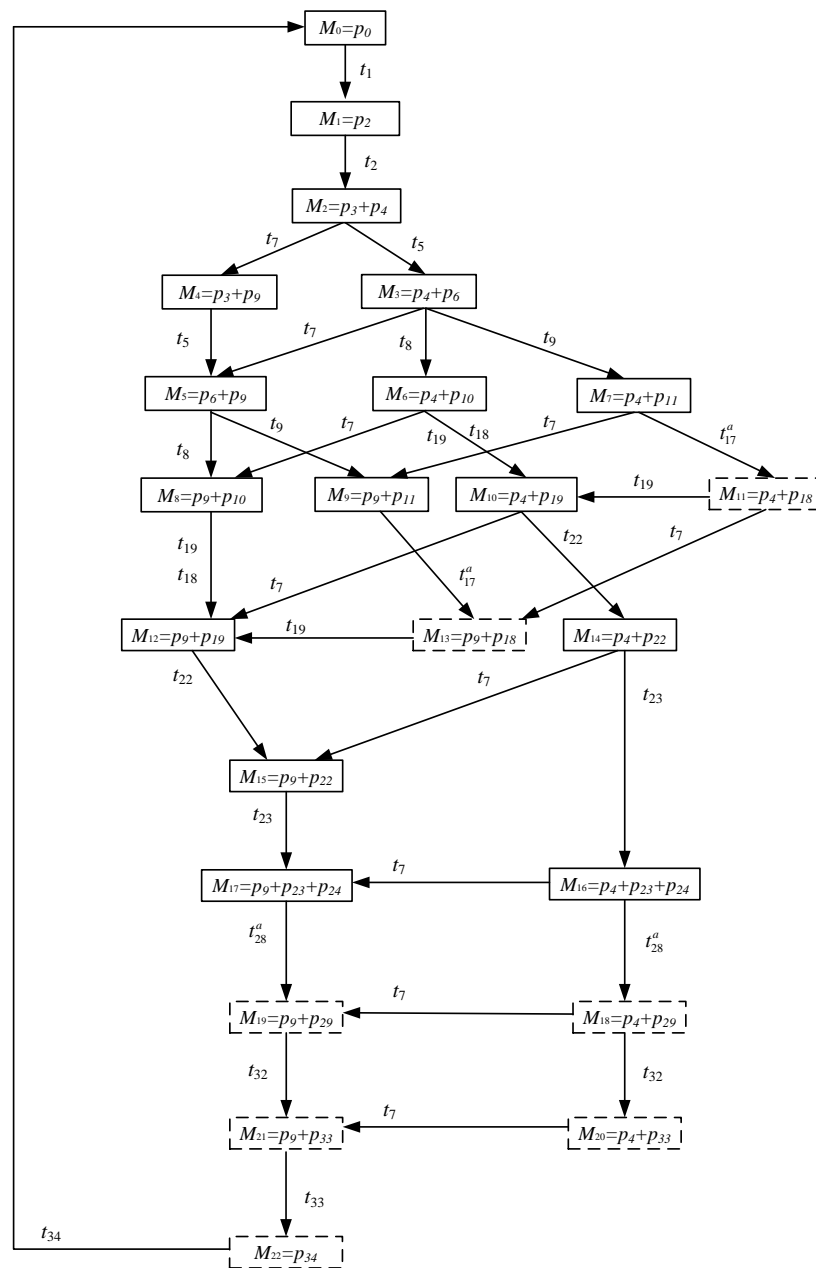 M₀=p₀
t₁
M₁=p₂
t₂
M₂=p₃+p₄
t₇
t₅
M₄=p₃+p₉
M₃=p₄+p₆
t₅
t₇
t₈
t₉
M₅=p₆+p₉
M₆=p₄+p₁₀
M₇=p₄+p₁₁
t₈
t₉
t₇
t₁₉
t₁₈
t₇
t₁₇ᵃ
M₈=p₉+p₁₀
M₉=p₉+p₁₁
M₁₀=p₄+p₁₉
t₁₉
M₁₁=p₄+p₁₈
t₁₉
t₁₈
t₇
t₁₇ᵃ
t₂₂
t₇
M₁₂=p₉+p₁₉
t₁₉
M₁₃=p₉+p₁₈
M₁₄=p₄+p₂₂
t₂₂
t₇
t₂₃
M₁₅=p₉+p₂₂
t₂₃
M₁₇=p₉+p₂₃+p₂₄
t₇
M₁₆=p₄+p₂₃+p₂₄
t₂₈ᵃ
t₂₈ᵃ
M₁₉=p₉+p₂₉
t₇
M₁₈=p₄+p₂₉
t₃₂
t₃₂
M₂₁=p₉+p₃₃
t₇
M₂₀=p₄+p₃₃
t₃₃
t₃₄
M₂₂=p₃₄